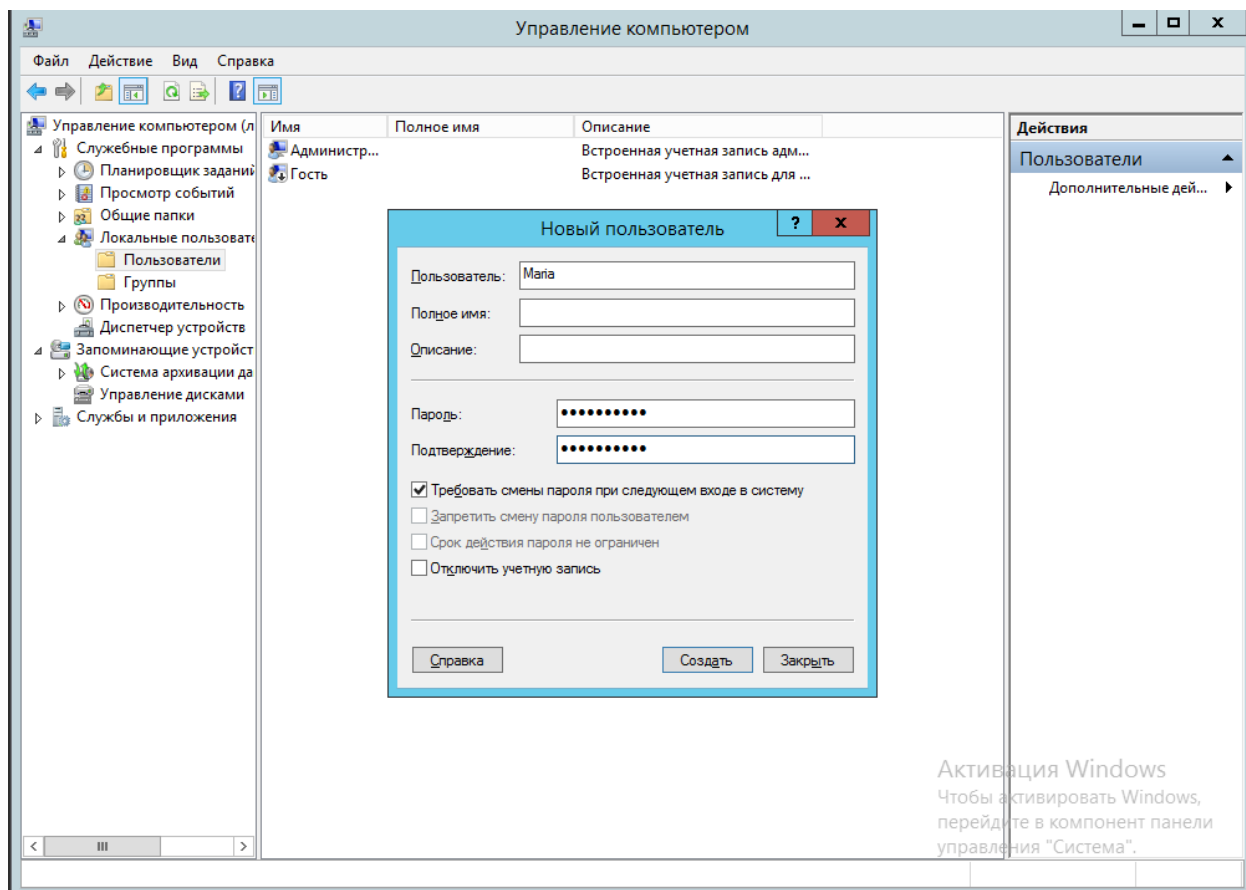 Управление компьютером
Файл Действие Вид Справка
Управление компьютером (л
Служебные программы
Планировщик заданий
Просмотр событий
Общие папки
Локальные пользовате
Пользователи
Группы
Производительность
Диспетчер устройств
Запоминающие устройст
Система архивации да
Управление дисками
Службы и приложения
Имя Полное имя Описание
Администр... Встроенная учетная запись адм...
Гость Встроенная учетная запись для ...
Действия
Пользователи
Дополнительные дей...
Новый пользователь
Пользователь: Maria
Полное имя:
Описание:
Пароль: ••••••••••
Подтверждение: ••••••••••
Требовать смены пароля при следующем входе в систему
Запретить смену пароля пользователем
Срок действия пароля не ограничен
Отключить учетную запись
Справка Создать Закрыть
Активация Windows
Чтобы активировать Windows,
перейдите в компонент панели
управления "Система".